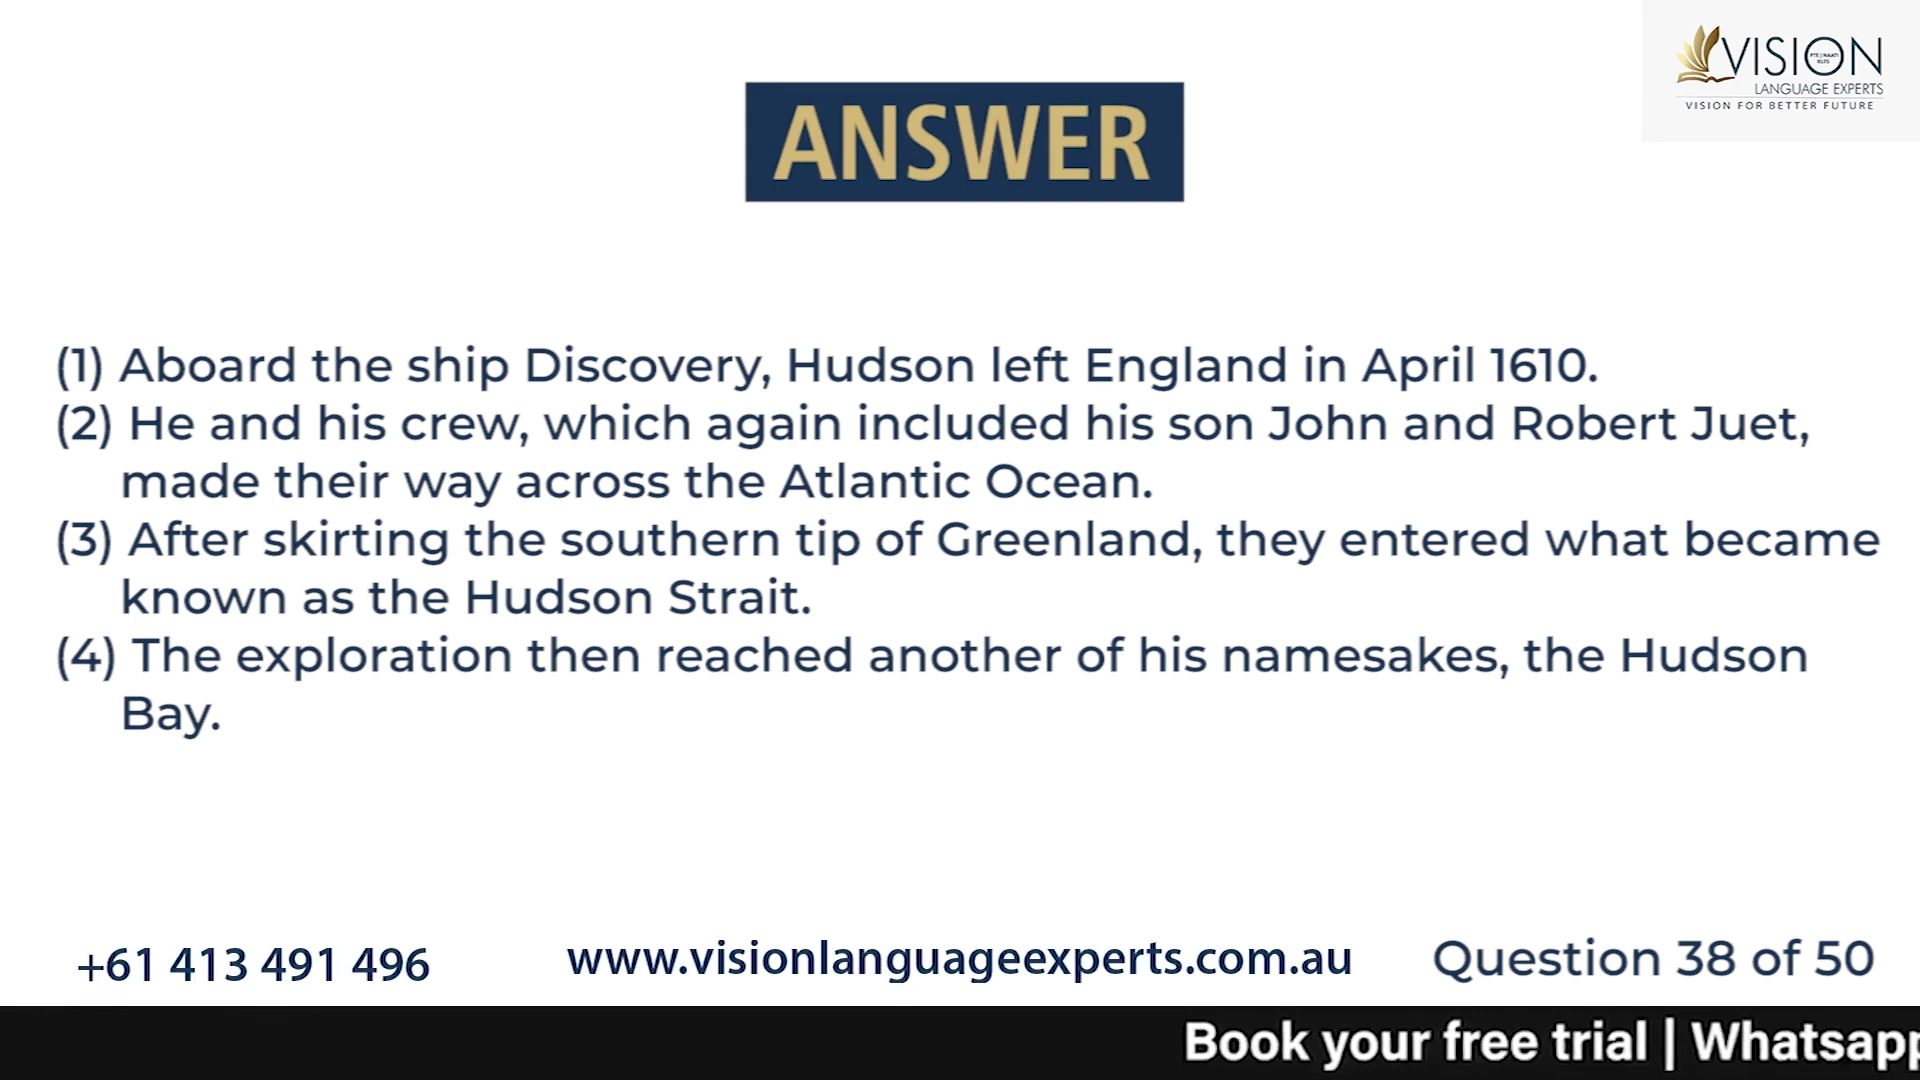 VISION
LANGUAGE EXPERTS
VISION FOR BETTER FUTURE
ANSWER
(1) Aboard the ship Discovery, Hudson left England in April 1610.
(2) He and his crew, which again included his son John and Robert Juet,
made their way across the Atlantic Ocean.
(3) After skirting the southern tip of Greenland, they entered what became
known as the Hudson Strait.
(4) The exploration then reached another of his namesakes, the Hudson
Bay.
+61 413 491 496
www.visionlanguageexperts.com.au
Question 38 of 50
Book your free trial | Whatsapp